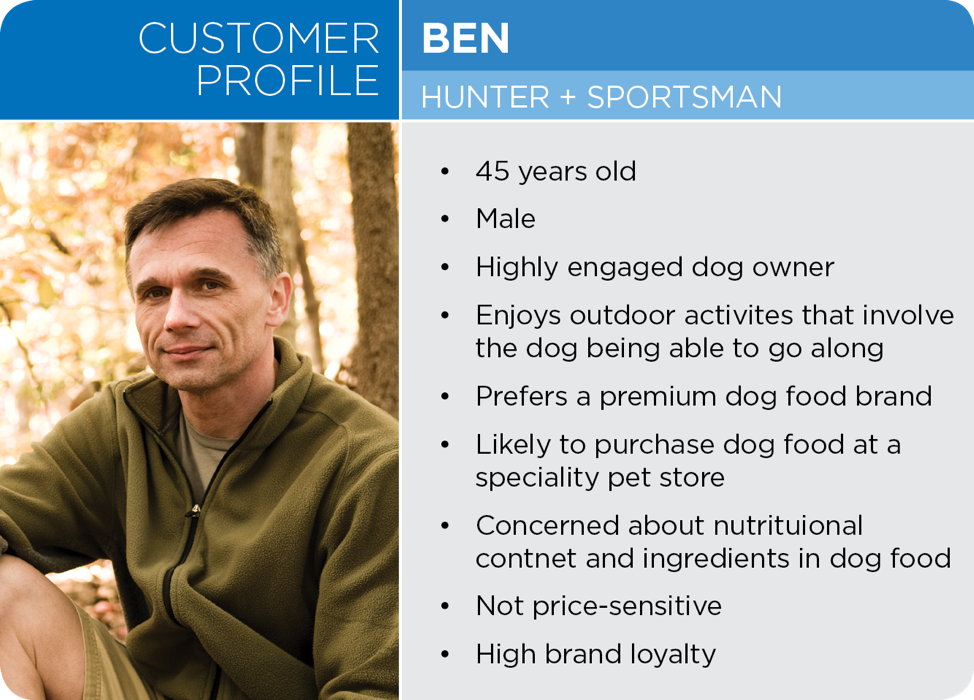 CUSTOMER
PROFILE
BEN
HUNTER + SPORTSMAN
• 45 years old
• Male
• Highly engaged dog owner
• Enjoys outdoor activites that involve
the dog being able to go along
• Prefers a premium dog food brand
• Likely to purchase dog food at a
speciality pet store
• Concerned about nutrituional
contnet and ingredients in dog food
• Not price-sensitive
• High brand loyalty